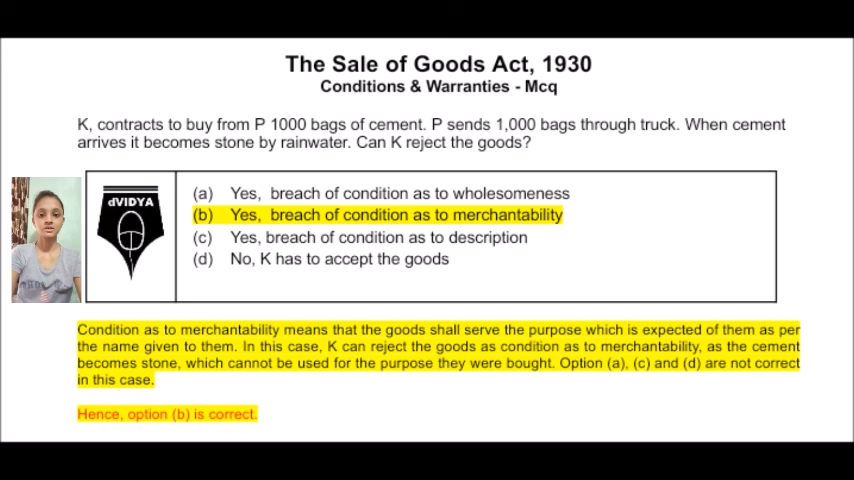 The Sale of Goods Act, 1930
Conditions & Warranties - Mcq
K, contracts to buy from P 1000 bags of cement. P sends 1,000 bags through truck. When cement
arrives it becomes stone by rainwater. Can K reject the goods?
dVIDYA
(a) Yes, breach of condition as to wholesomeness
(b) Yes, breach of condition as to merchantability
(c) Yes, breach of condition as to description
(d) No, K has to accept the goods
Condition as to merchantability means that the goods shall serve the purpose which is expected of them as per
the name given to them. In this case, K can reject the goods as condition as to merchantability, as the cement
becomes stone, which cannot be used for the purpose they were bought. Option (a), (c) and (d) are not correct
in this case.
Hence, option (b) is correct.